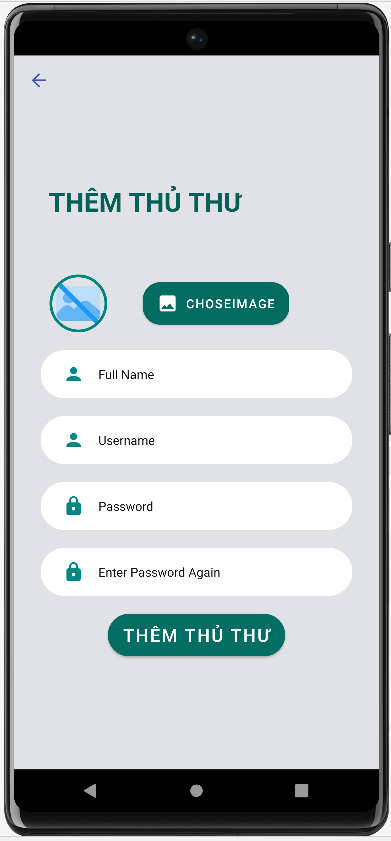 THÊM THỦ THƯ
CHOSEIMAGE
Full Name
Username
Password
Enter Password Again
THÊM THỦ THƯ